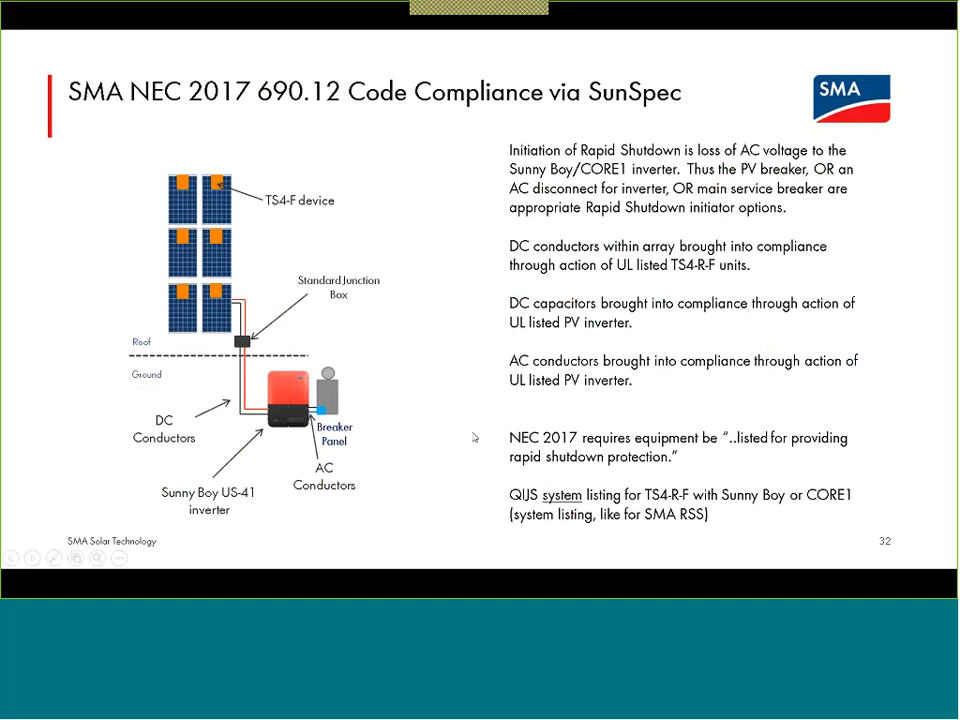 SMA NEC 2017 690.12 Code Compliance via SunSpec
SMA
Initiation of Rapid Shutdown is loss of AC voltage to the
Sunny Boy/CORE1 inverter. Thus the PV breaker, OR an
AC disconnect for inverter, OR main service breaker are
appropriate Rapid Shutdown initiator options.
DC conductors within array brought into compliance
through action of UL listed TS4-R-F units.
DC capacitors brought into compliance through action of
UL listed PV inverter.
AC conductors brought into compliance through action of
UL listed PV inverter.
NEC 2017 requires equipment be “..listed for providing
rapid shutdown protection.”
QIJS system listing for TS4-R-F with Sunny Boy or CORE1
(system listing, like for SMA RSS)
TS4-F device
Standard Junction
Box
Roof
Ground
DC
Conductors
Breaker
Panel
AC
Conductors
Sunny Boy US-41
inverter
SMA Solar Technology
32